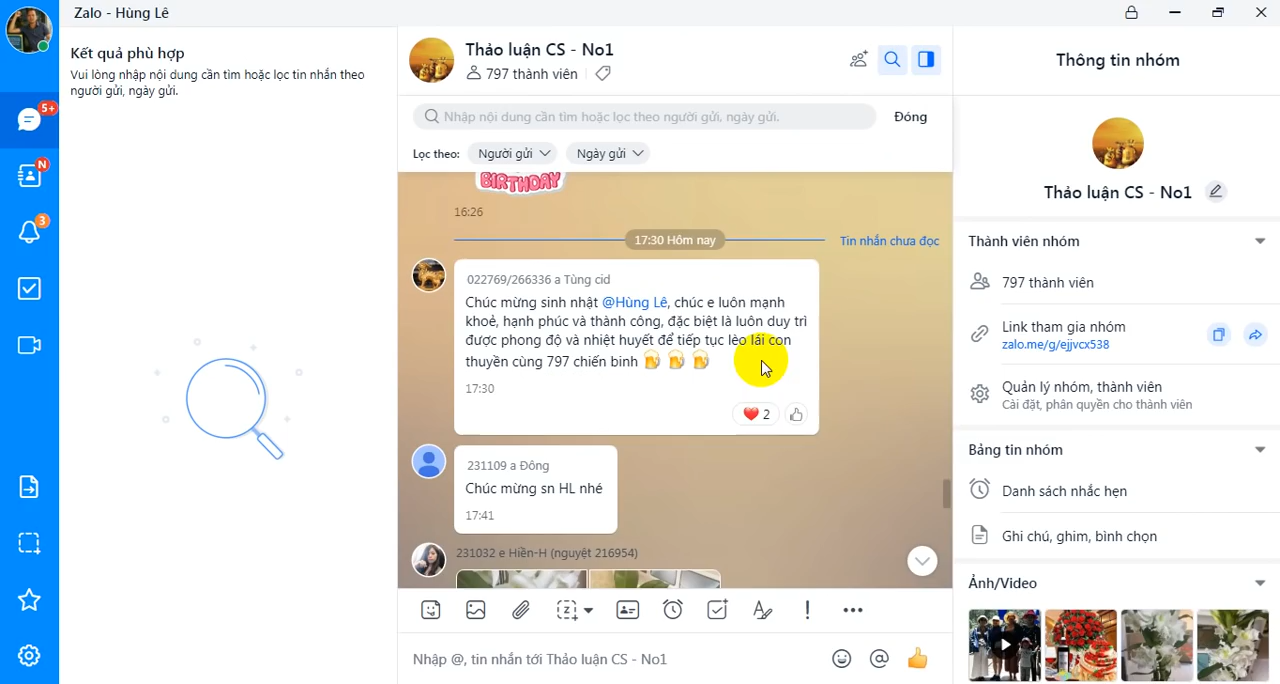 Zalo - Hùng Lê
5+
N
3
Kết quả phù hợp
Vui lòng nhập nội dung cần tìm hoặc lọc tin nhắn theo
người gửi, ngày gửi.
Thảo luận CS - No1
797 thành viên
Nhập nội dung cần tìm hoặc lọc theo người gửi, ngày gửi.
Đóng
Lọc theo:
Người gửi
Ngày gửi
BIRTHDAY
16:26
17:30 Hôm nay
Tin nhắn chưa đọc
022769/266336 a Tùng cid
Chúc mừng sinh nhật @Hùng Lê, chúc e luôn mạnh
khoẻ, hạnh phúc và thành công, đặc biệt là luôn duy trì
được phong độ và nhiệt huyết để tiếp tục lèo lái con
thuyền cùng 797 chiến binh 🍺 🍺 🍺
17:30
❤️ 2
231109 a Đông
Chúc mừng sn HL nhé
17:41
231032 e Hiền-H (nguyệt 216954)
Nhập @, tin nhắn tới Thảo luận CS - No1
Thông tin nhóm
Thảo luận CS - No1
Thành viên nhóm
797 thành viên
Link tham gia nhóm
zalo.me/g/ejjvcx538
Quản lý nhóm, thành viên
Cài đặt, phân quyền cho thành viên
Bảng tin nhóm
Danh sách nhắc hẹn
Ghi chú, ghim, bình chọn
Ảnh/Video